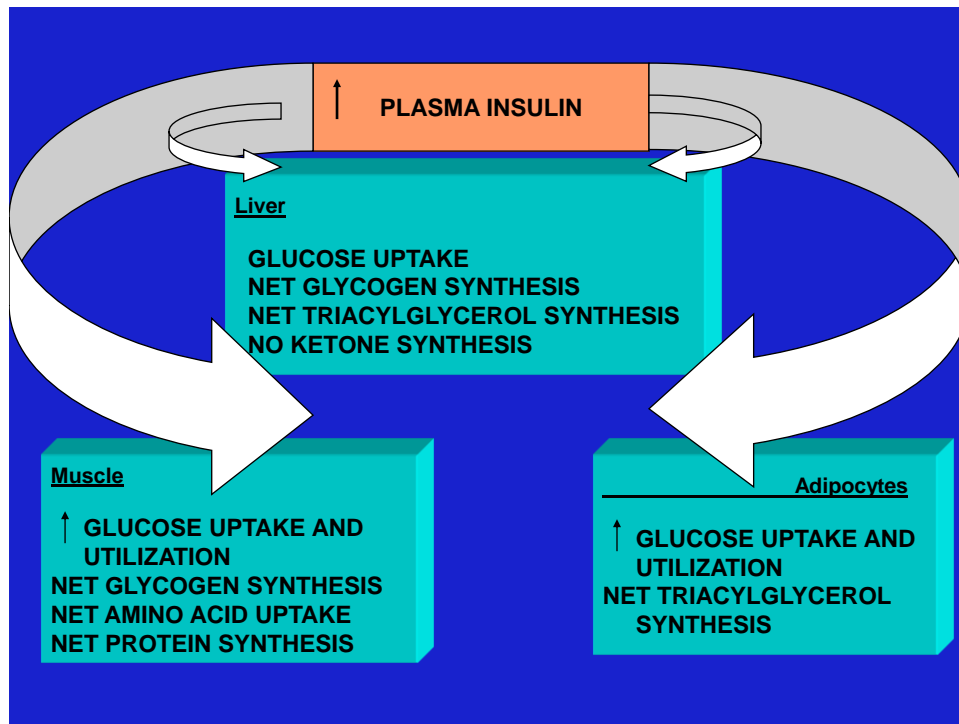 PLASMA INSULIN
Liver
GLUCOSE UPTAKE
NET GLYCOGEN SYNTHESIS
NET TRIACYLGLYCEROL SYNTHESIS
NO KETONE SYNTHESIS
Muscle
GLUCOSE UPTAKE AND
UTILIZATION
NET GLYCOGEN SYNTHESIS
NET AMINO ACID UPTAKE
NET PROTEIN SYNTHESIS
Adipocytes
GLUCOSE UPTAKE AND
UTILIZATION
NET TRIACYLGLYCEROL
SYNTHESIS